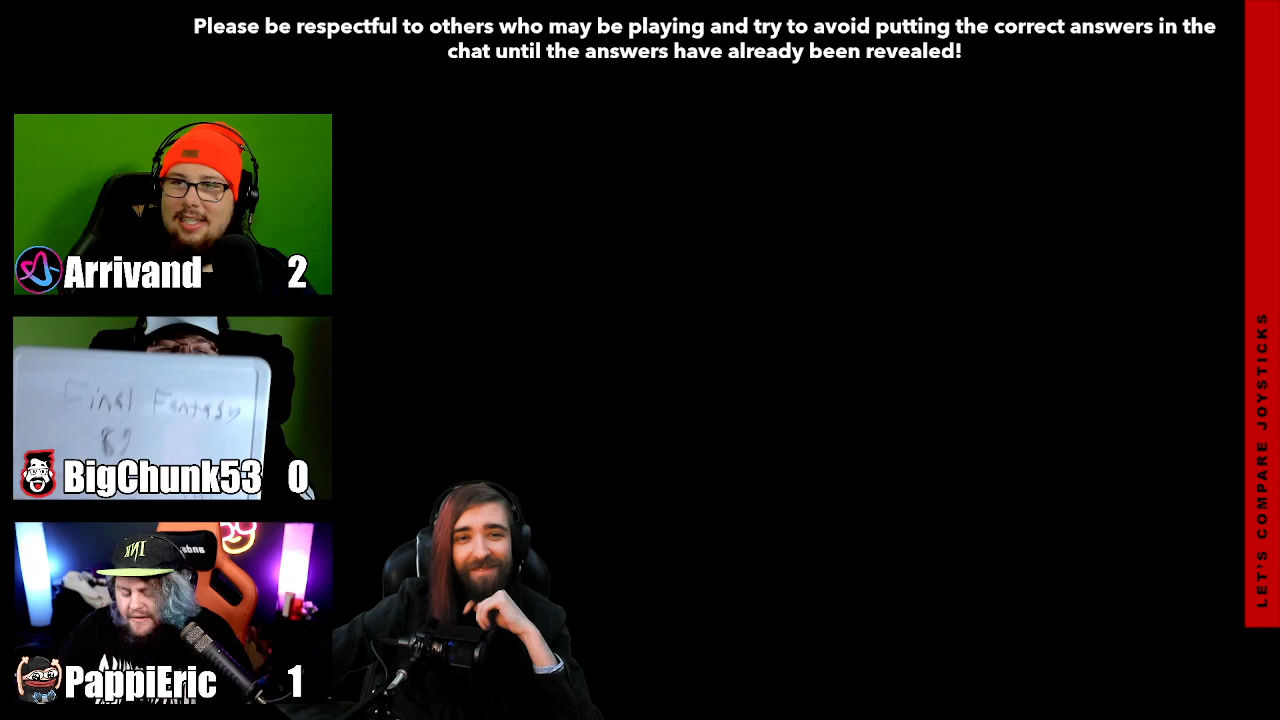 Please be respectful to others who may be playing and try to avoid putting the correct answers in the
chat until the answers have already been revealed!
Arrivand 2
Final Fantasy
89
BigChunk53 0
INK
PappiEric 1
LET'S COMPARE JOYSTICKS